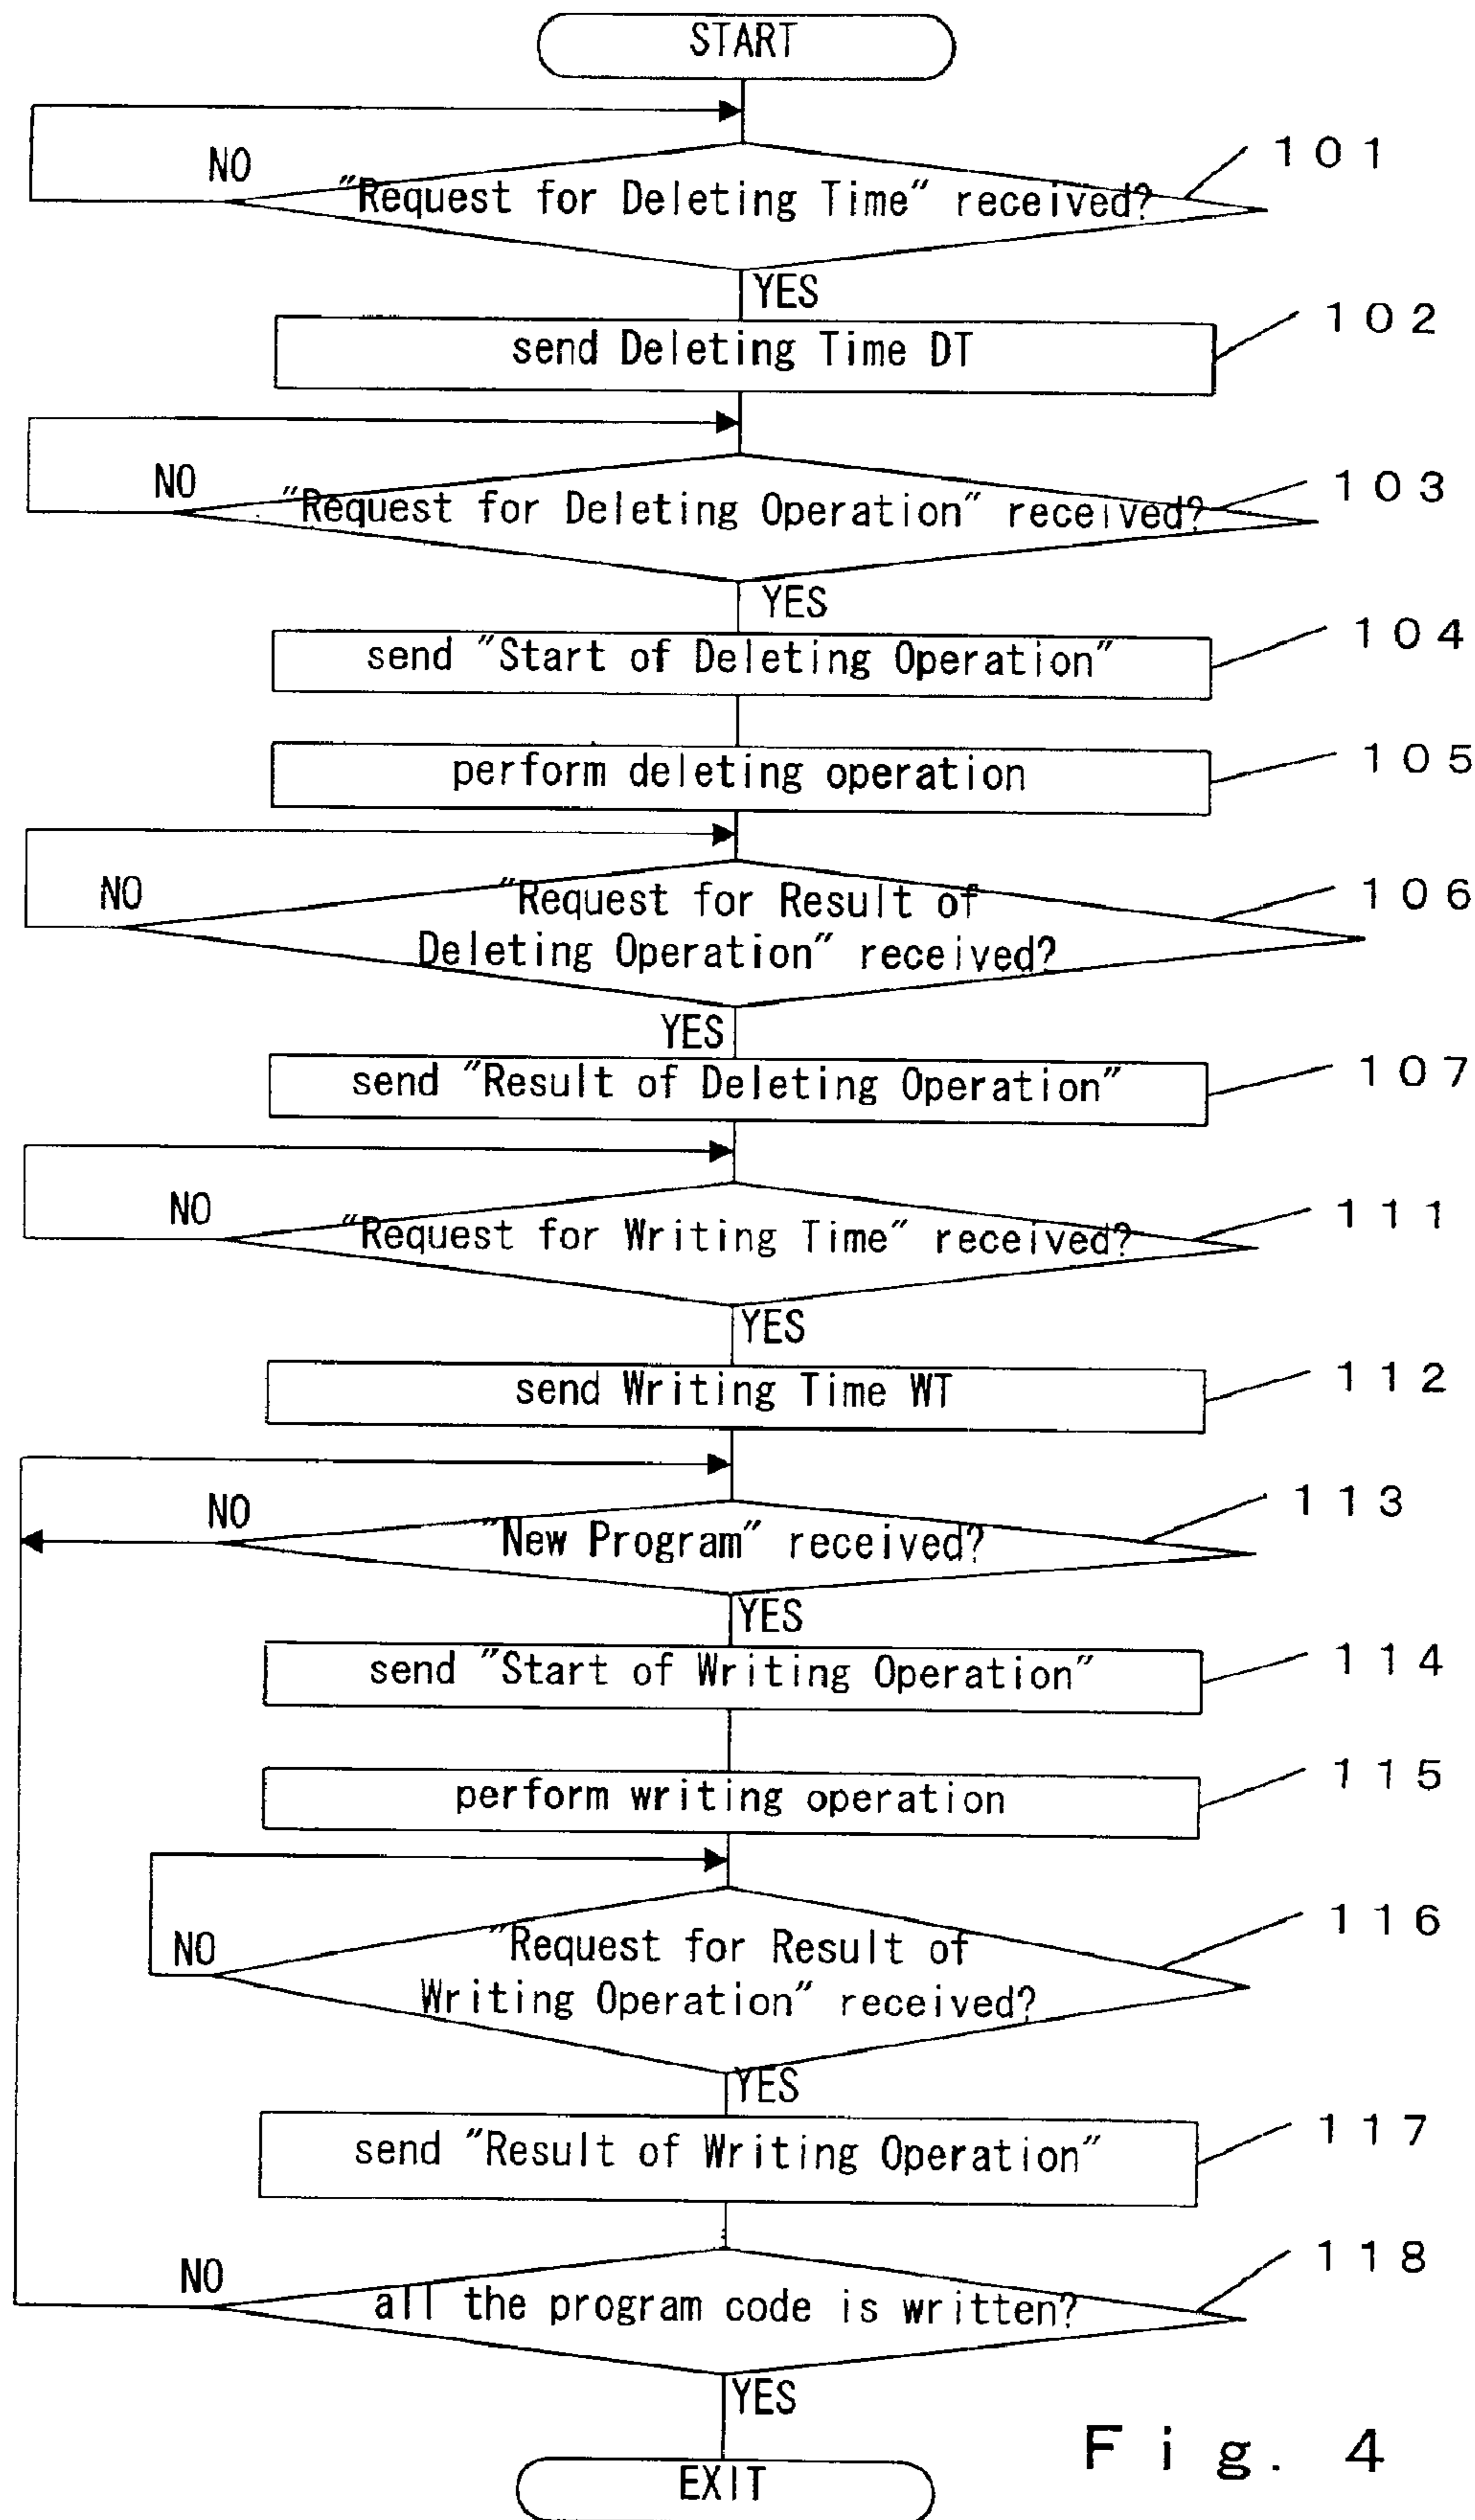 START
NO
101
"Request for Deleting Time" received?
YES
102
send Deleting Time DT
NO
103
"Request for Deleting Operation" received?
YES
104
send "Start of Deleting Operation"
105
perform deleting operation
NO
106
"Request for Result of
Deleting Operation" received?
YES
107
send "Result of Deleting Operation"
NO
111
"Request for Writing Time" received?
YES
112
send Writing Time WT
NO
113
"New Program" received?
YES
114
send "Start of Writing Operation"
115
perform writing operation
NO
116
"Request for Result of
Writing Operation" received?
YES
117
send "Result of Writing Operation"
NO
118
all the program code is written?
YES
EXIT
Fig. 4